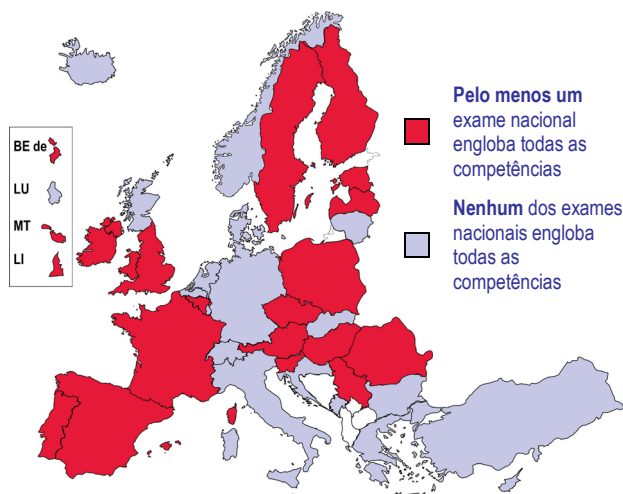 Pelo menos um
exame nacional
engloba todas as
competências
Nenhum dos exames
nacionais engloba
todas as
competências
BE de
LU
MT
LI